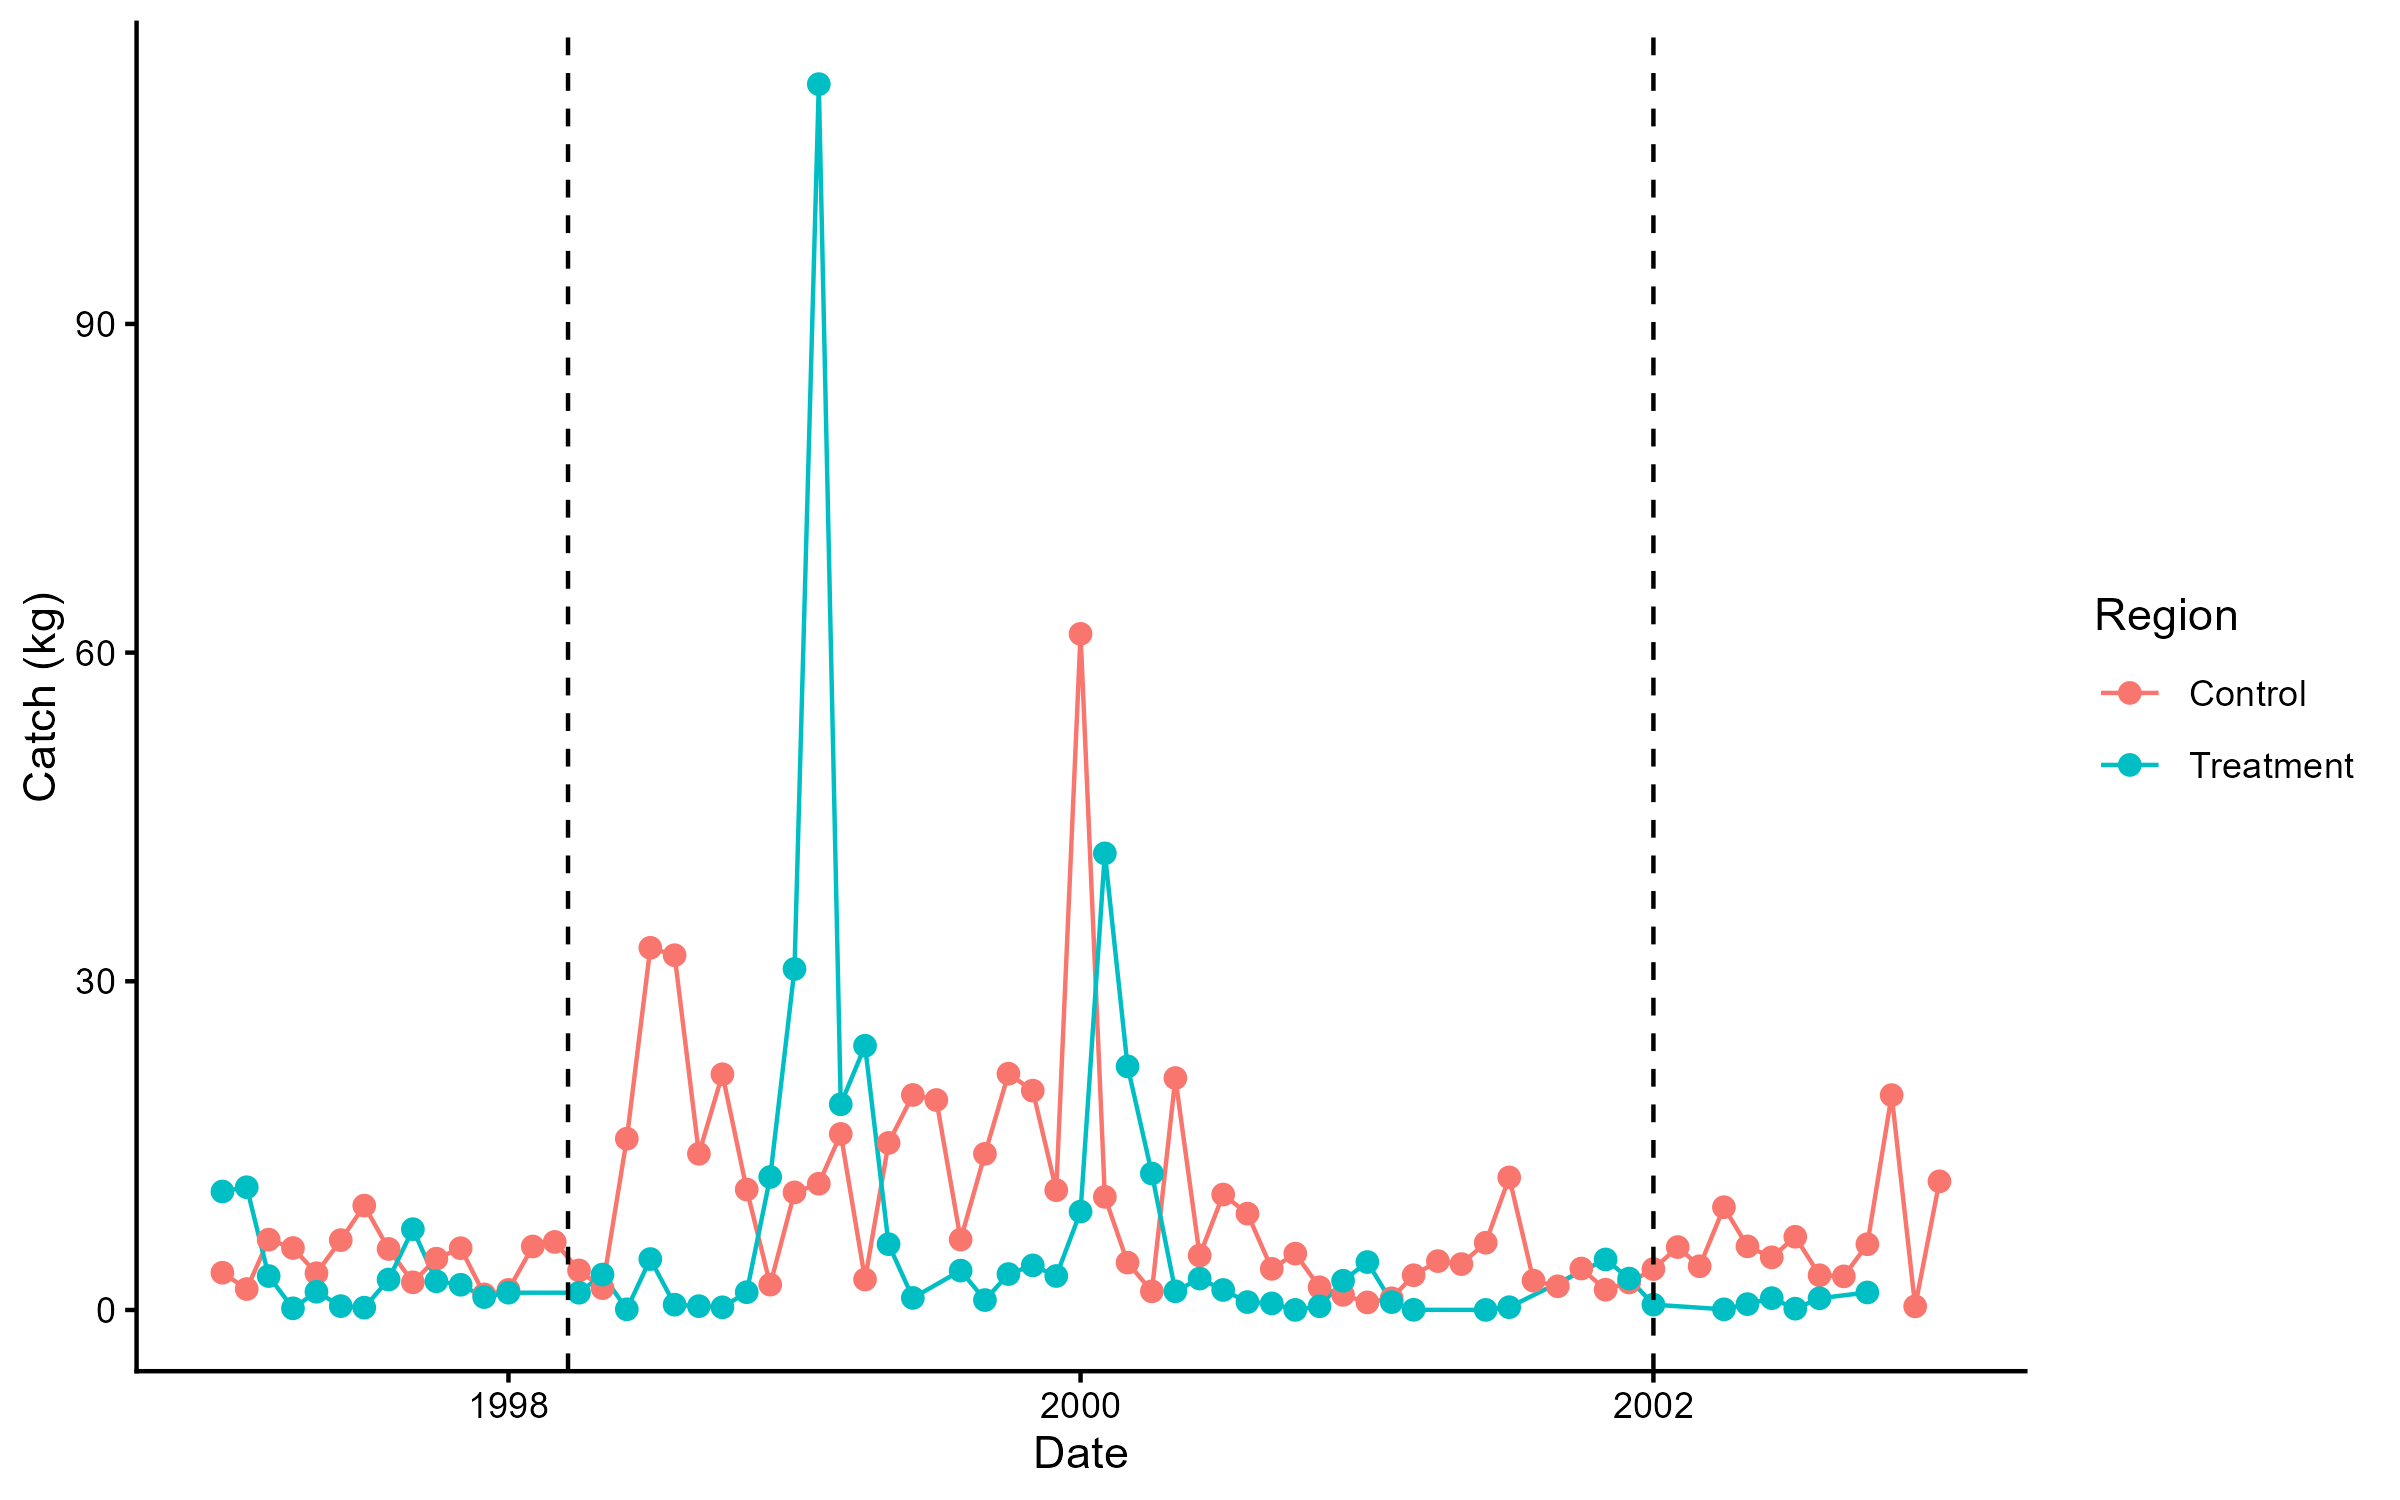 Catch (kg)
90
60
30
0
1998
2000
2002
Date
Region
Control
Treatment